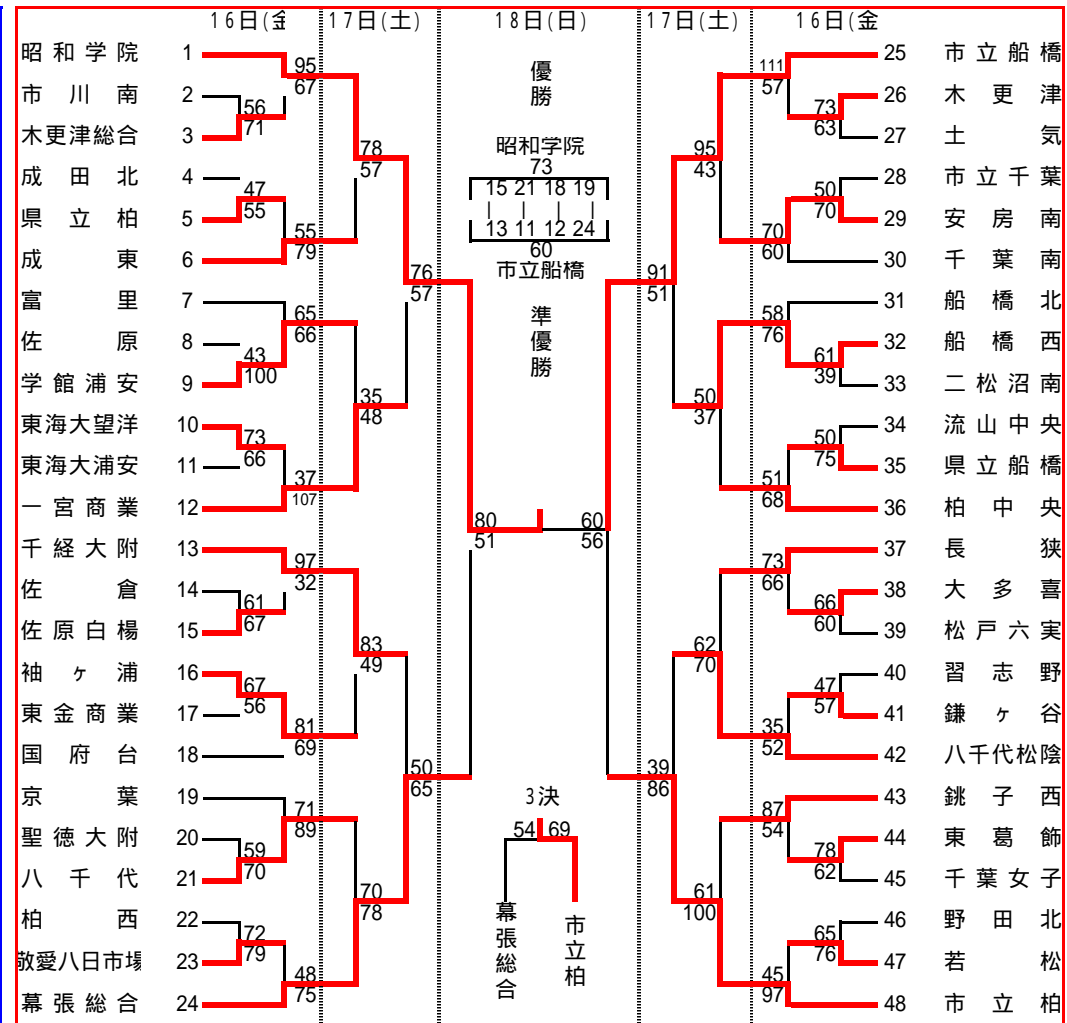 16日(金
17日(土)
18日(日)
17日(土)
16日(金
昭和学院 1
市川南 2
木更津総合 3
成田北 4
県立柏 5
成東 6
富里 7
佐原 8
学館浦安 9
東海大望洋 10
東海大浦安 11
一宮商業 12
千経大附 13
佐倉 14
佐原白楊 15
袖ヶ浦 16
東金商業 17
国府台 18
京葉 19
聖徳大附 20
八千代 21
柏西 22
敬愛八日市場 23
幕張総合 24
95
67
56
71
47
55
55
79
65
66
43
100
73
66
37
107
97
32
61
67
67
56
81
69
71
89
59
70
72
79
48
75
78
57
35
48
83
49
70
78
76
57
50
65
優勝
昭和学院
73
15 21 18 19
| | | |
13 11 12 24
60
市立船橋
準優勝
80
51
60
56
3決
54 69
幕張総合
市立柏
91
51
39
86
95
43
50
37
62
70
61
100
111
57
73
63
50
70
70
60
58
76
61
39
50
75
51
68
73
66
66
60
47
57
35
52
87
54
78
62
65
76
45
97
25 市立船橋
26 木更津
27 土気
28 市立千葉
29 安房南
30 千葉南
31 船橋北
32 船橋西
33 二松沼南
34 流山中央
35 県立船橋
36 柏中央
37 長狭
38 大多喜
39 松戸六実
40 習志野
41 鎌ヶ谷
42 八千代松陰
43 銚子西
44 東葛飾
45 千葉女子
46 野田北
47 若松
48 市立柏